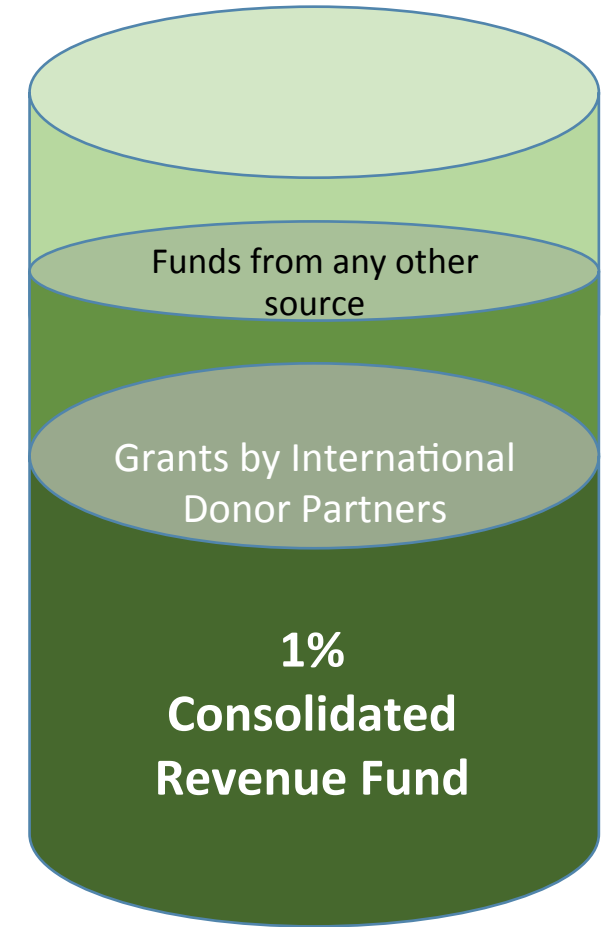 Funds from any other
source
Grants by International
Donor Partners
1%
Consolidated
Revenue Fund